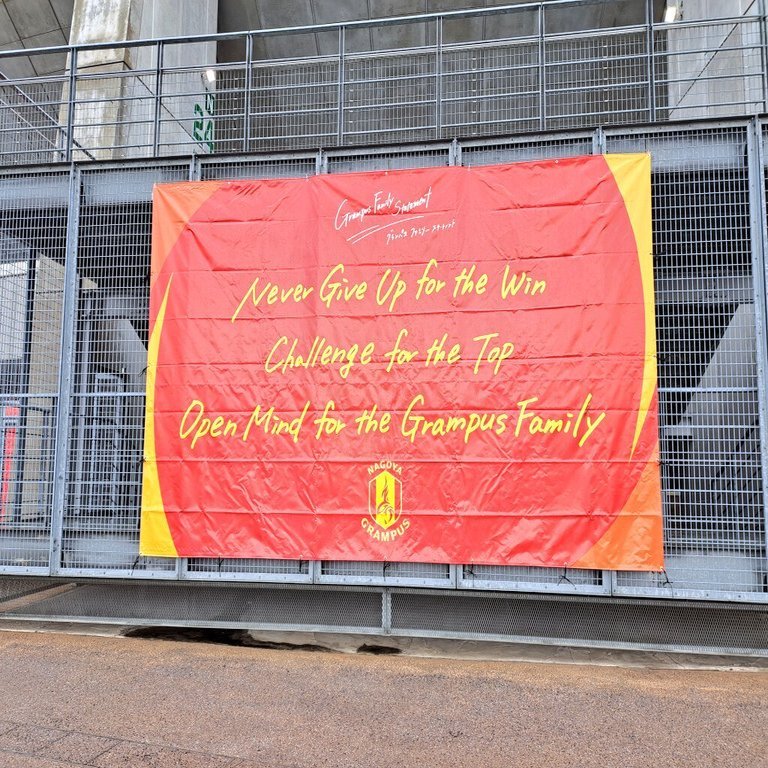 Grampus Family
Statement
グランパス ファミリー ステートメント
Never Give Up for the Win
Challenge for the Top
Open Mind for the Grampus Family
NAGOYA
GRAMPUS